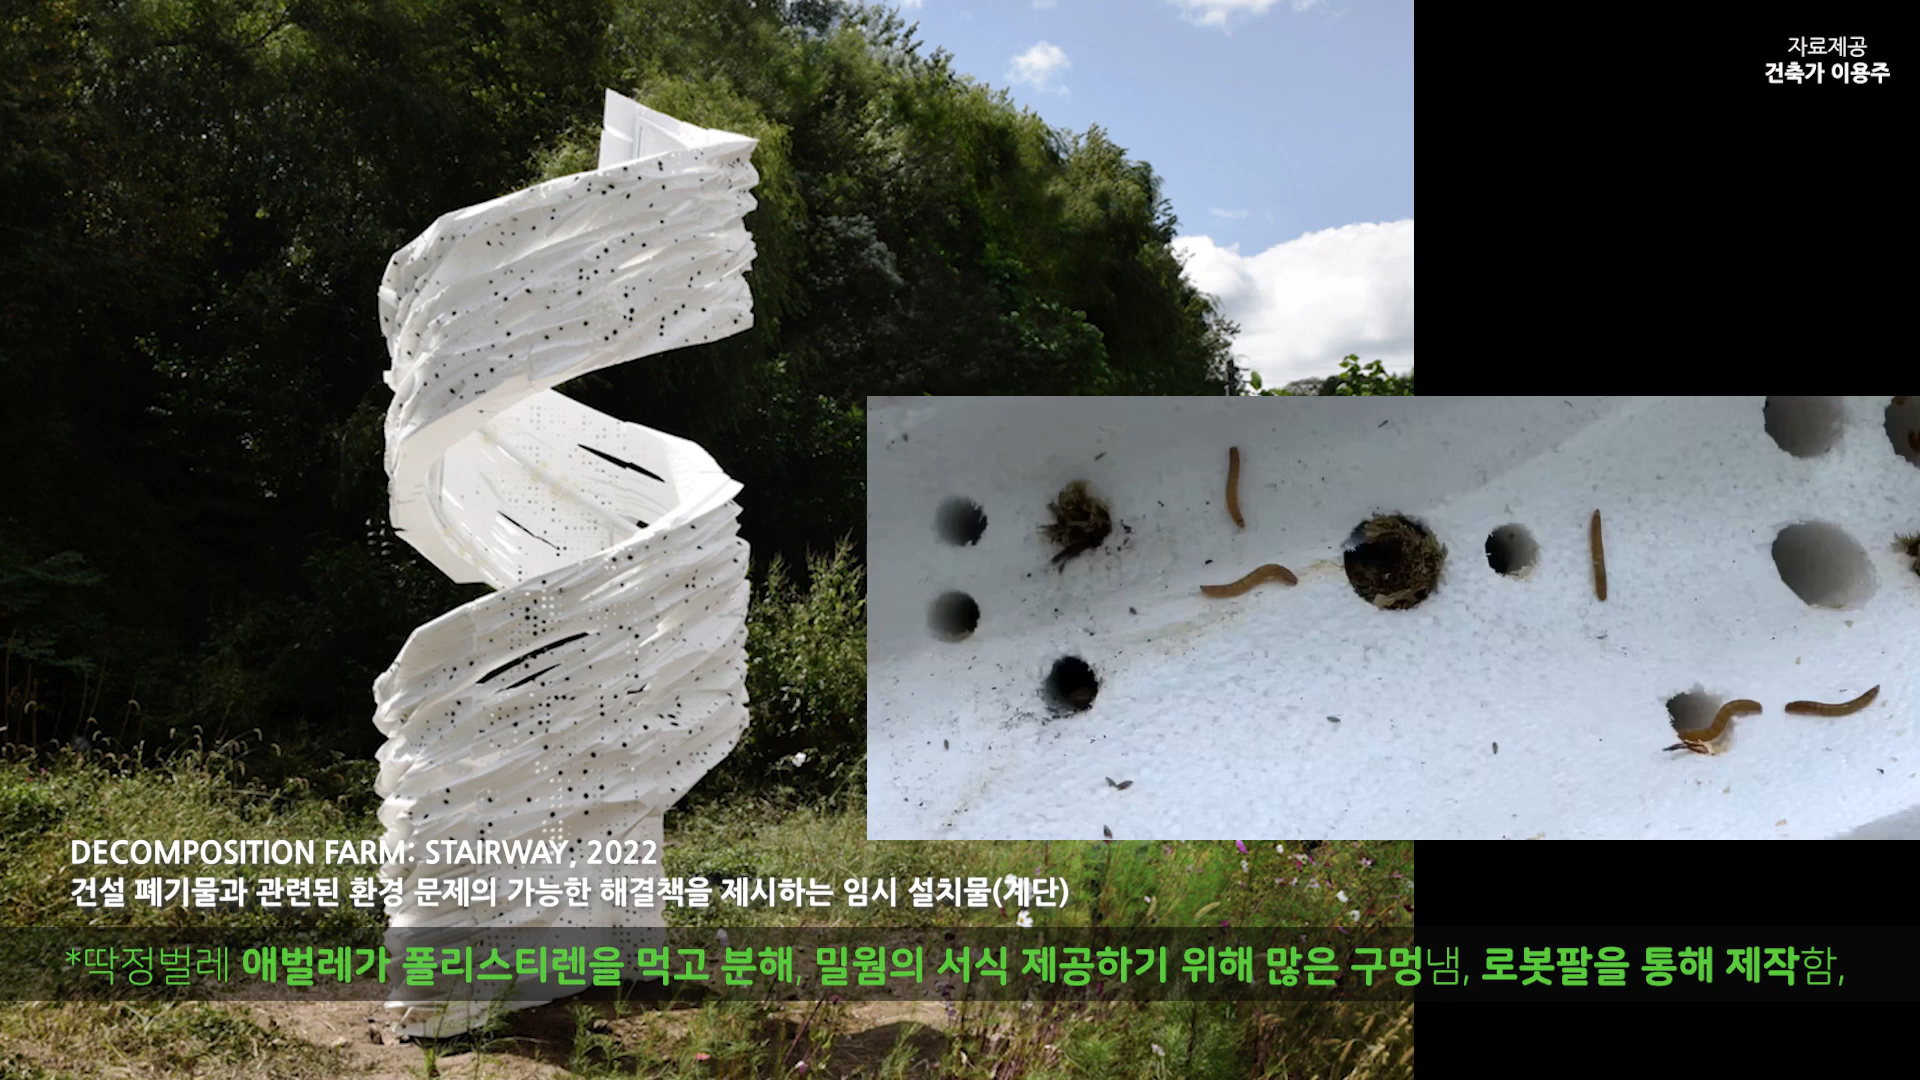 자료제공
건축가 이용주
DECOMPOSITION FARM: STAIRWAY, 2022
건설 폐기물과 관련된 환경 문제의 가능한 해결책을 제시하는 임시 설치물(계단)
*딱정벌레 애벌레가 폴리스티렌을 먹고 분해, 밀웜의 서식 제공하기 위해 많은 구멍냄, 로봇팔을 통해 제작함,